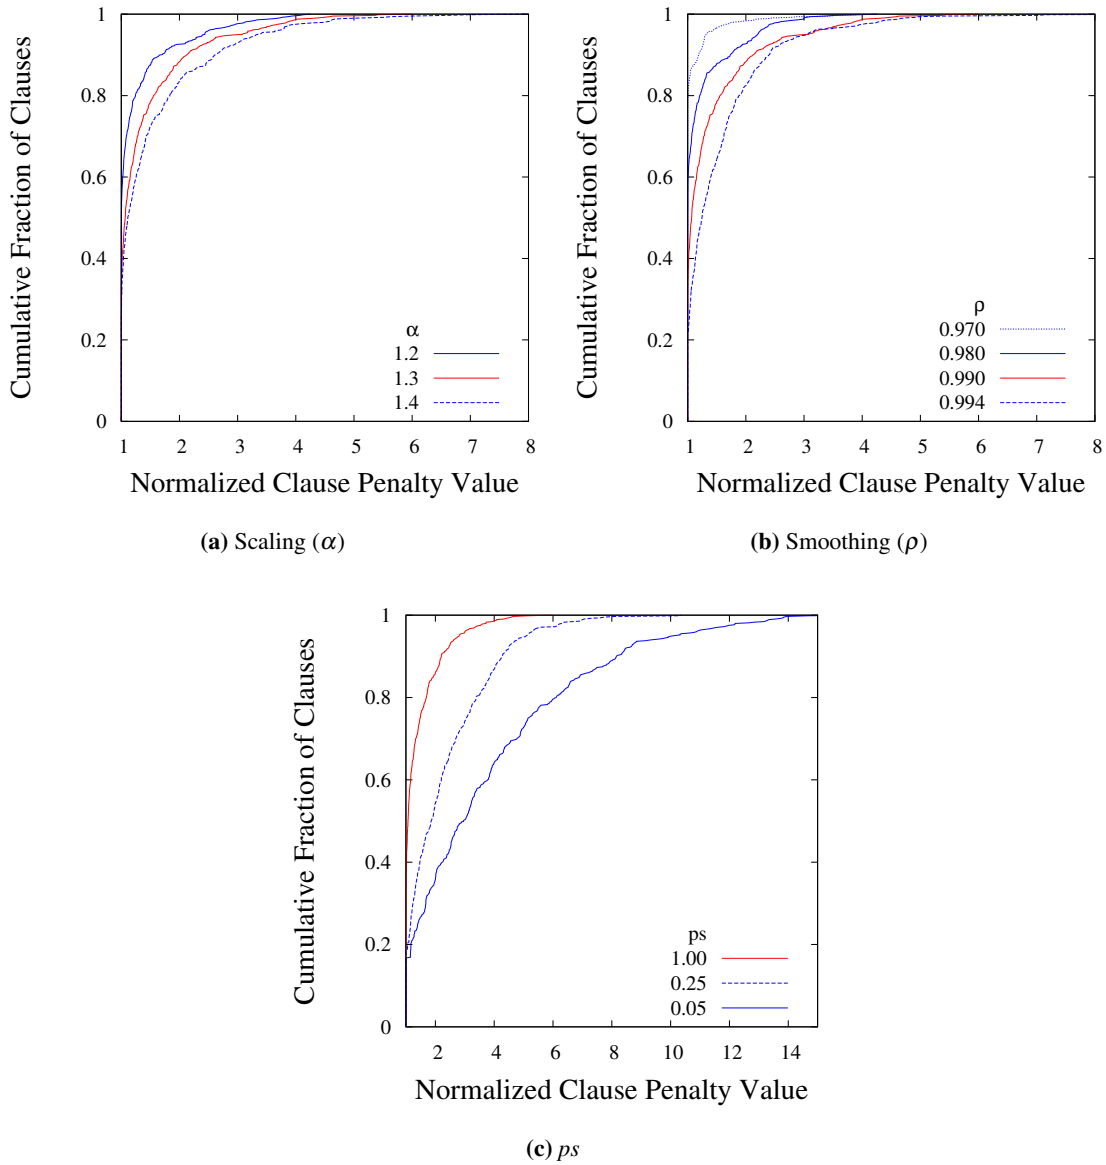 Cumulative Fraction of Clauses
1
0.8
0.6
0.4
0.2
0
α
1.2
1.3
1.4
1 2 3 4 5 6 7 8
Normalized Clause Penalty Value
(a) Scaling (α)
Cumulative Fraction of Clauses
1
0.8
0.6
0.4
0.2
0
ρ
0.970
0.980
0.990
0.994
1 2 3 4 5 6 7 8
Normalized Clause Penalty Value
(b) Smoothing (ρ)
Cumulative Fraction of Clauses
1
0.8
0.6
0.4
0.2
0
ps
1.00
0.25
0.05
2 4 6 8 10 12 14
Normalized Clause Penalty Value
(c) ps